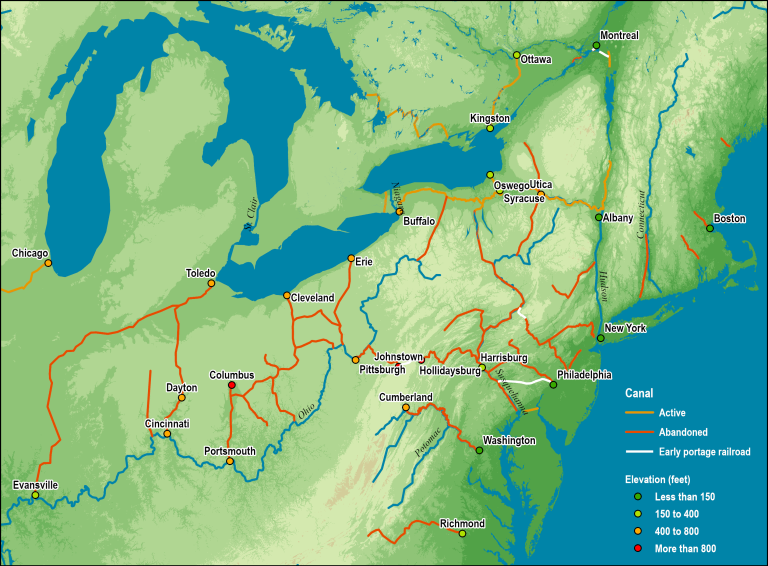 Montreal
Ottawa
Kingston
Oswego
Utica
Syracuse
Niagara
Buffalo
Albany
Connecticut
Boston
St. Clair
Chicago
Erie
Toledo
Cleveland
Hudson
New York
Johnstown
Harrisburg
Pittsburgh
Hollidaysburg
Columbus
Philadelphia
Susquehanna
Dayton
Cumberland
Ohio
Cincinnati
Potomac
Washington
Portsmouth
Evansville
Richmond
Canal
Active
Abandoned
Early portage railroad
Elevation (feet)
Less than 150
150 to 400
400 to 800
More than 800